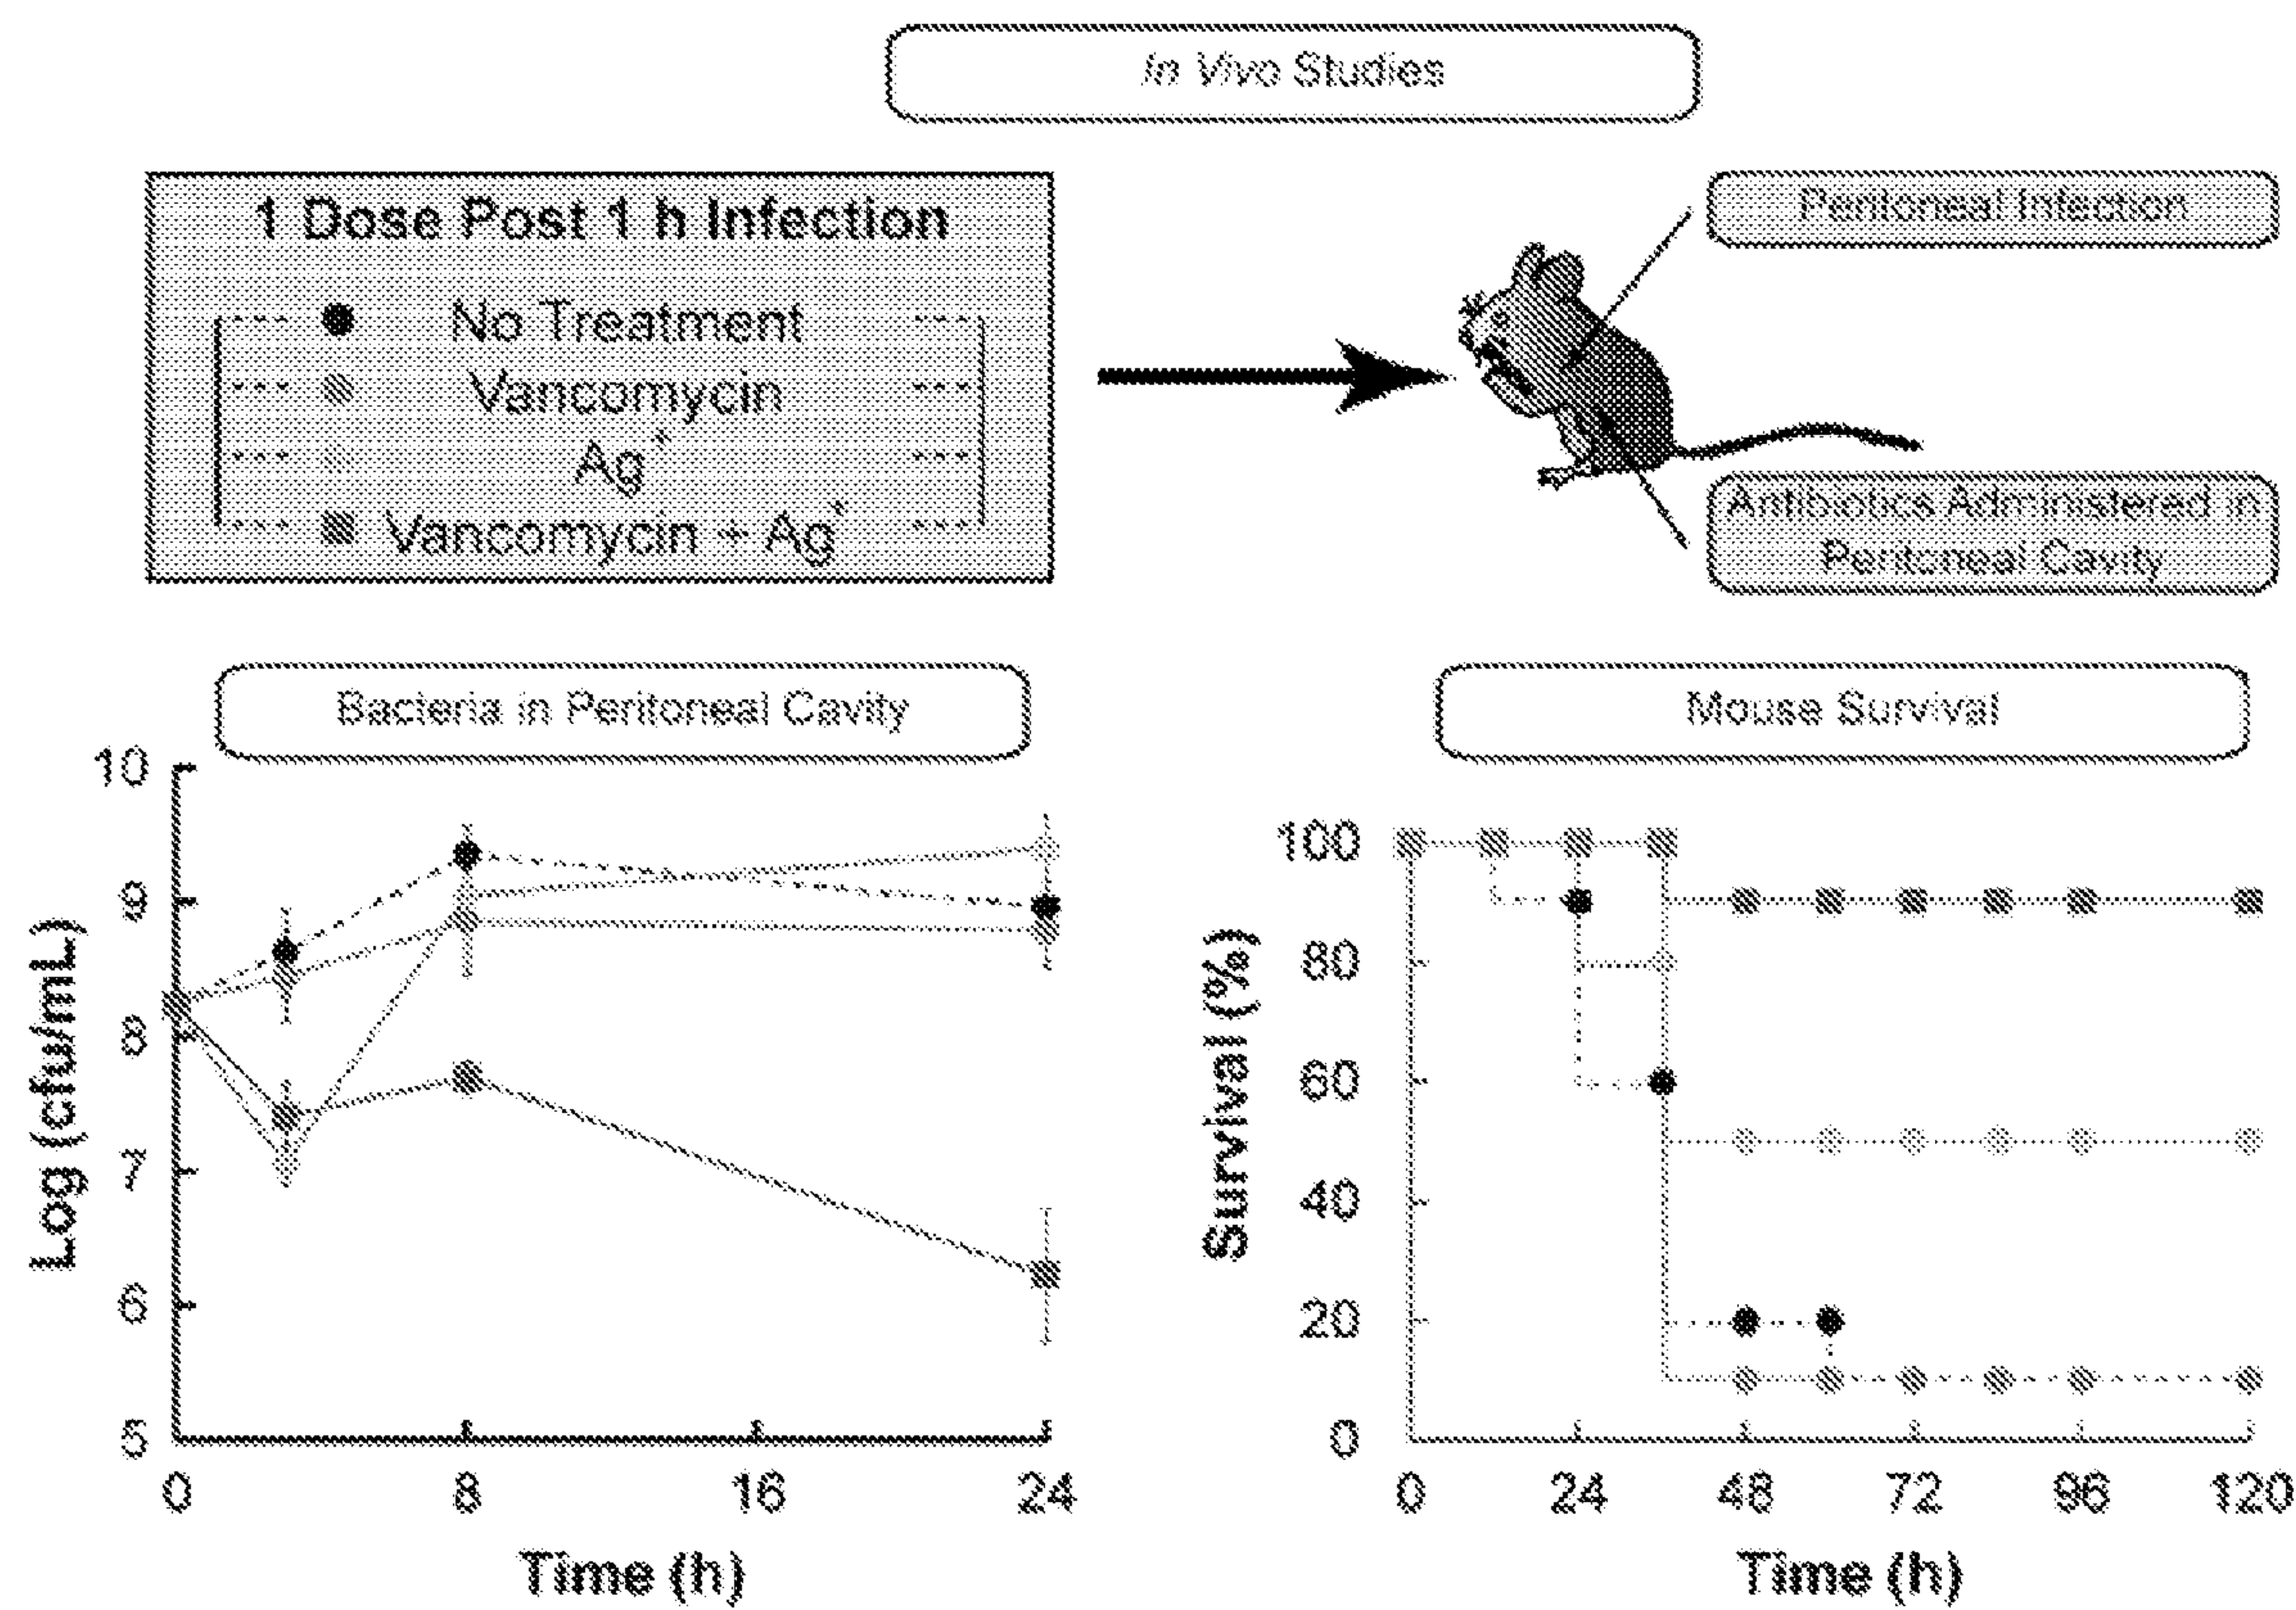 In Vivo Studies
1 Dose Post 1 h Infection
No Treatment
Vancomycin
Ag+
Vancomycin + Ag+
Peritoneal Infection
Antibiotics Administered in
Peritoneal Cavity
Bacteria in Peritoneal Cavity
10
9
8
7
6
5
Log (cfu/mL)
0 8 16 24
Time (h)
Mouse Survival
100
80
60
40
20
0
Survival (%)
0 24 48 72 96 120
Time (h)